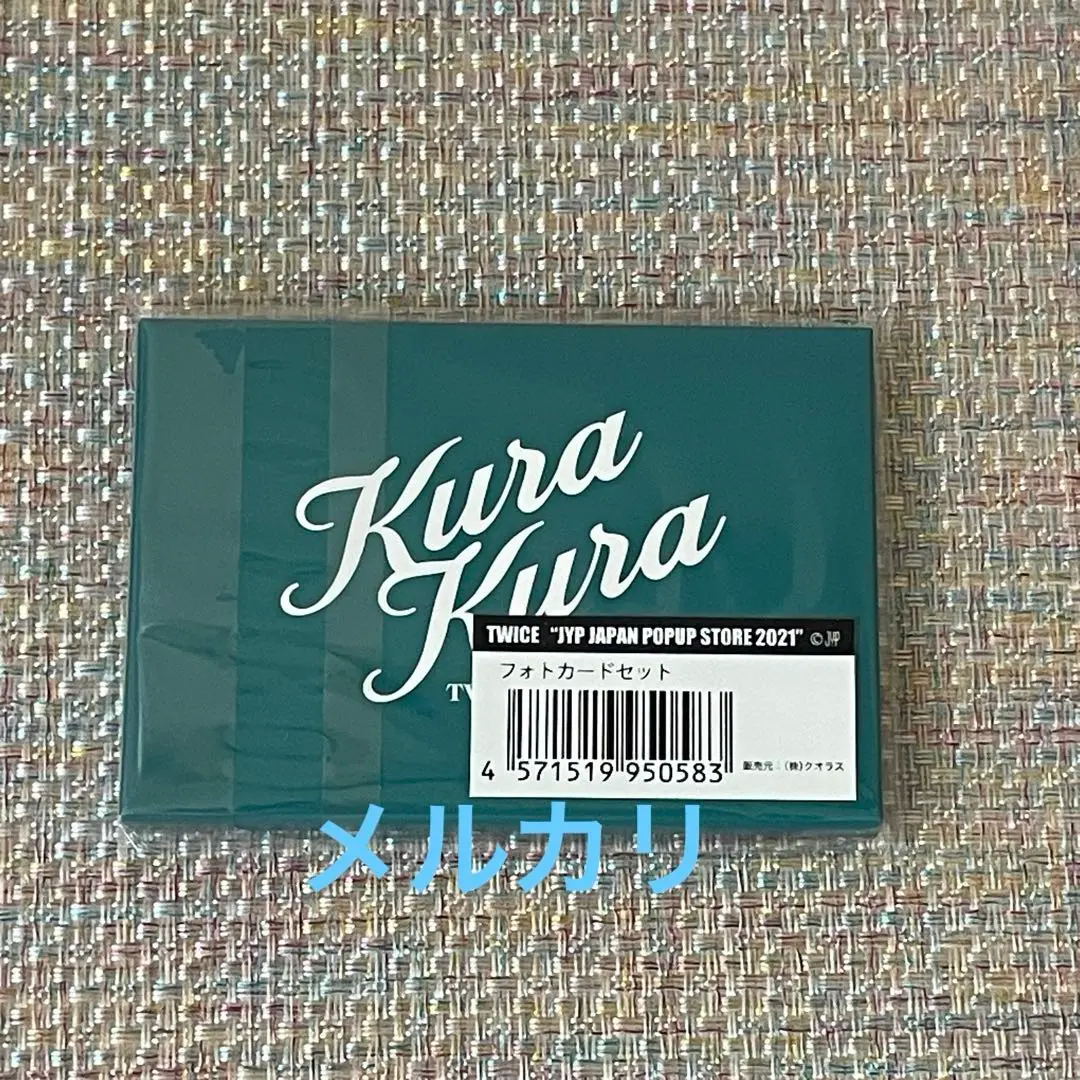 Kura
Kura
TWICE “JYP JAPAN POPUP STORE 2021” © JYP
フォトカードセット
4 571519 950583
販売元：(株)クオラス
メルカリ